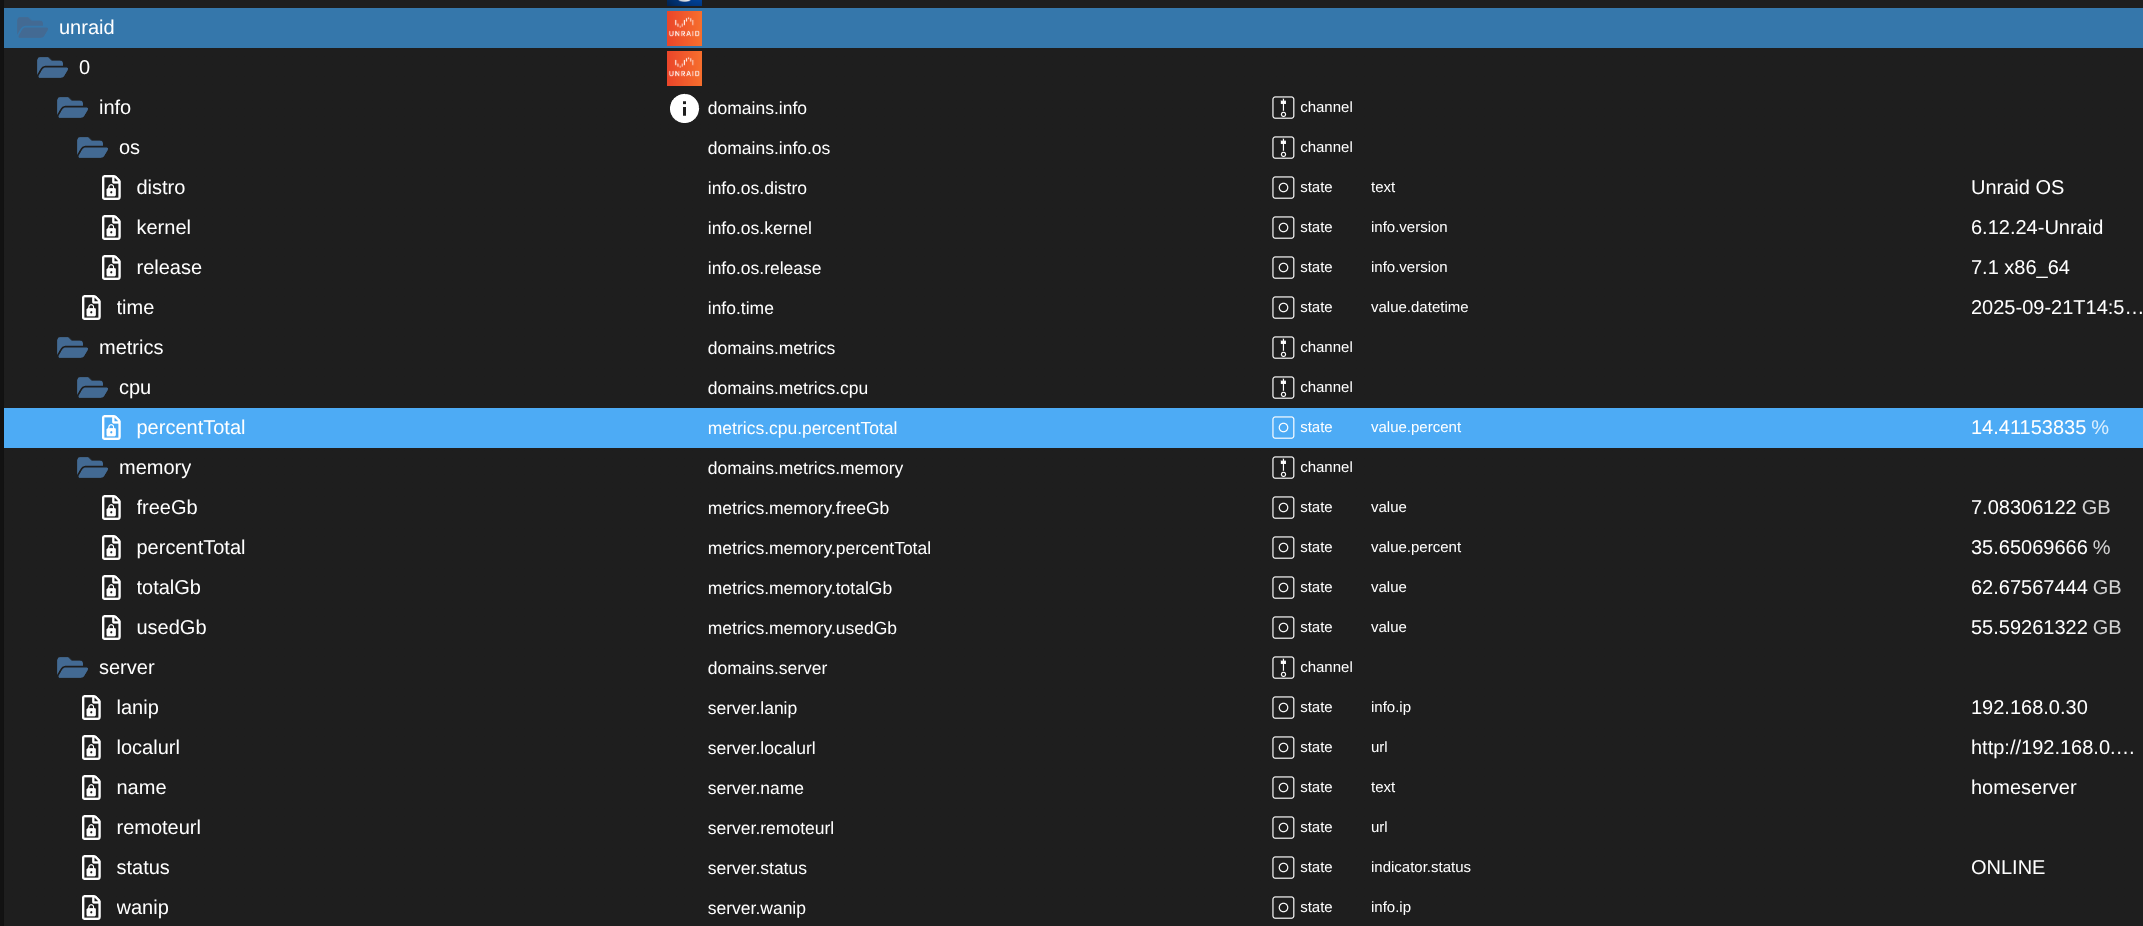 unraid UNRAID
0 UNRAID
info domains.info channel
os domains.info.os channel
distro info.os.distro state text Unraid OS
kernel info.os.kernel state info.version 6.12.24-Unraid
release info.os.release state info.version 7.1 x86_64
time info.time state value.datetime 2025-09-21T14:5...
metrics domains.metrics channel
cpu domains.metrics.cpu channel
percentTotal metrics.cpu.percentTotal state value.percent 14.41153835 %
memory domains.metrics.memory channel
freeGb metrics.memory.freeGb state value 7.08306122 GB
percentTotal metrics.memory.percentTotal state value.percent 35.65069666 %
totalGb metrics.memory.totalGb state value 62.67567444 GB
usedGb metrics.memory.usedGb state value 55.59261322 GB
server domains.server channel
lanip server.lanip state info.ip 192.168.0.30
localurl server.localurl state url http://192.168.0....
name server.name state text homeserver
remoteurl server.remoteurl state url
status server.status state indicator.status ONLINE
wanip server.wanip state info.ip